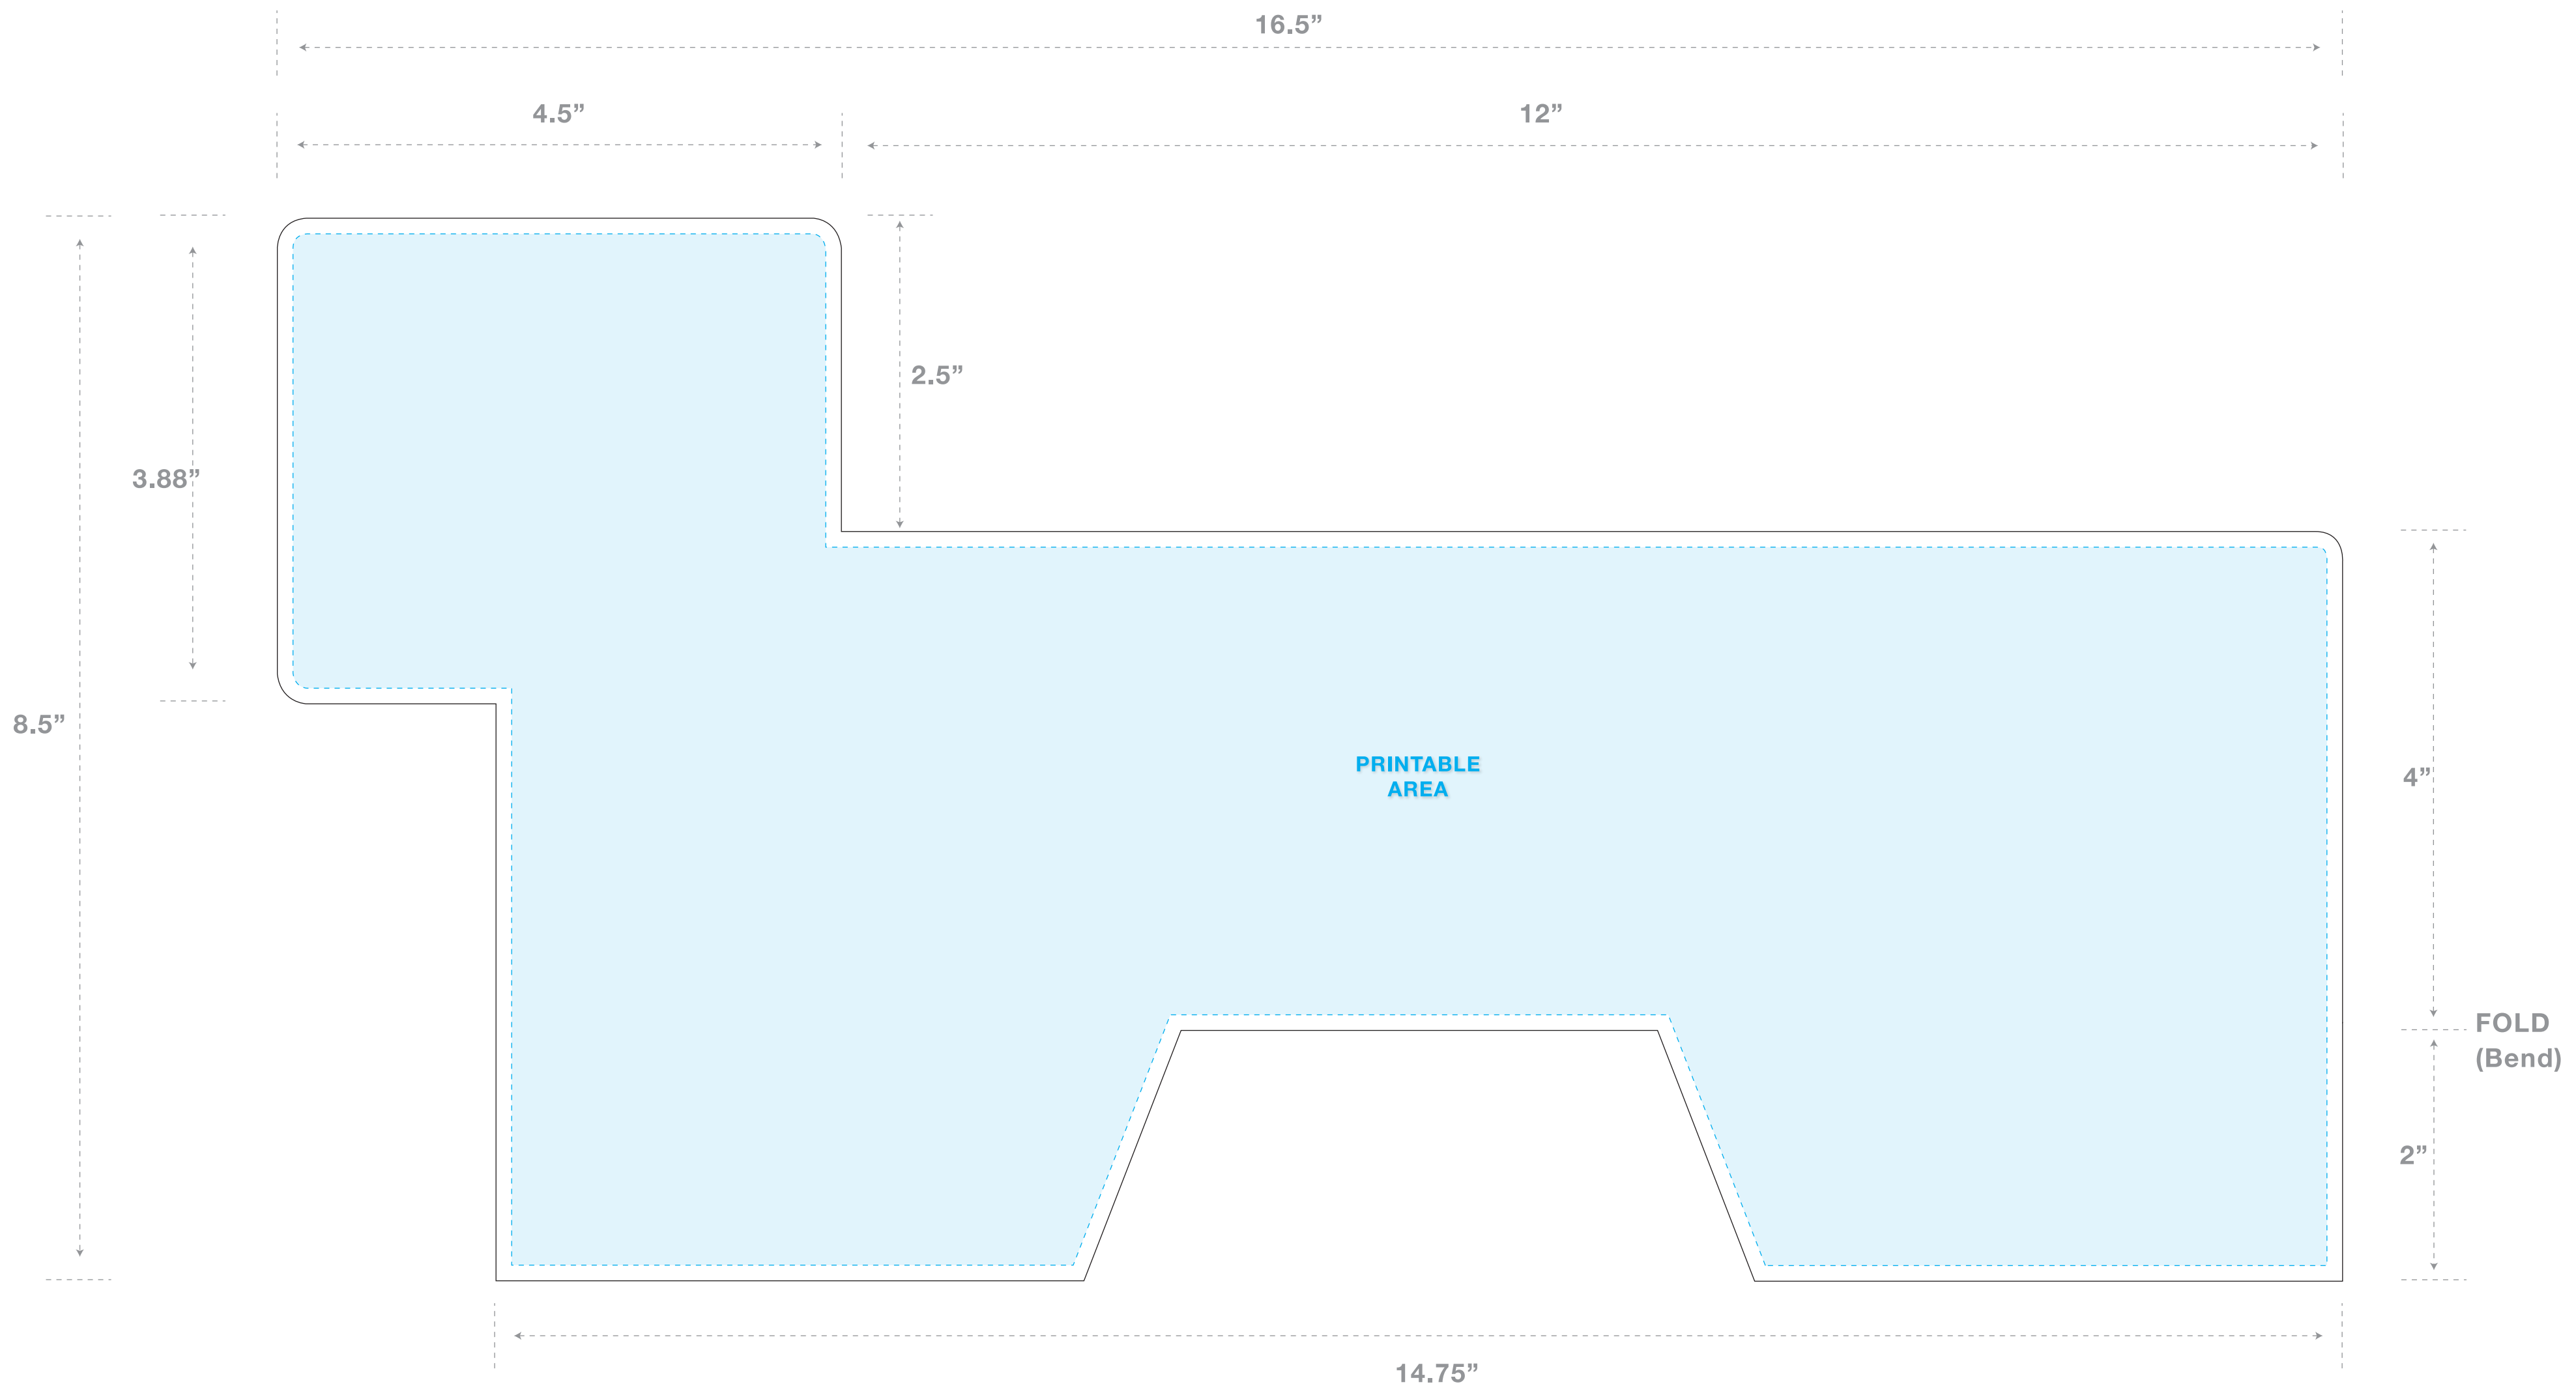 16.5”
4.5”
12”
2.5”
3.88”
8.5”
PRINTABLE
AREA
4”
FOLD
(Bend)
2”
14.75”